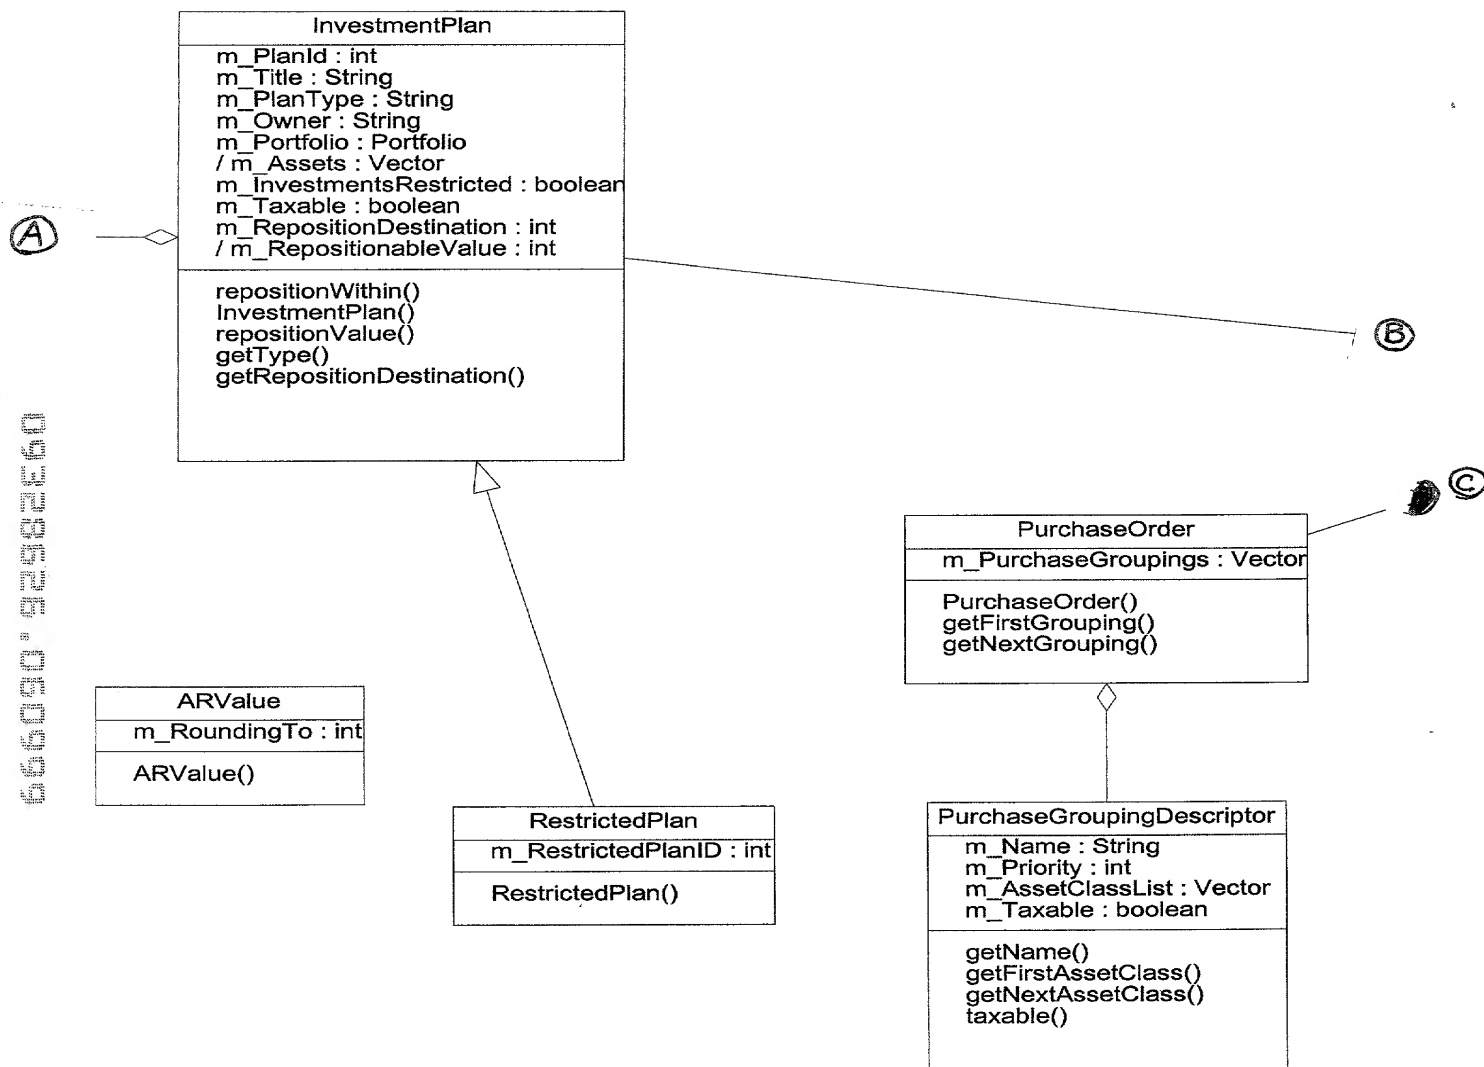 InvestmentPlan
m_PlanId : int
m_Title : String
m_PlanType : String
m_Owner : String
m_Portfolio : Portfolio
/ m_Assets : Vector
m_InvestmentsRestricted : boolean
m_Taxable : boolean
m_RepositionDestination : int
/ m_RepositionableValue : int
repositionWithin()
InvestmentPlan()
repositionValue()
getType()
getRepositionDestination()
A
B
C
PurchaseOrder
m_PurchaseGroupings : Vector
PurchaseOrder()
getFirstGrouping()
getNextGrouping()
ARValue
m_RoundingTo : int
ARValue()
RestrictedPlan
m_RestrictedPlanID : int
RestrictedPlan()
PurchaseGroupingDescriptor
m_Name : String
m_Priority : int
m_AssetClassList : Vector
m_Taxable : boolean
getName()
getFirstAssetClass()
getNextAssetClass()
taxable()